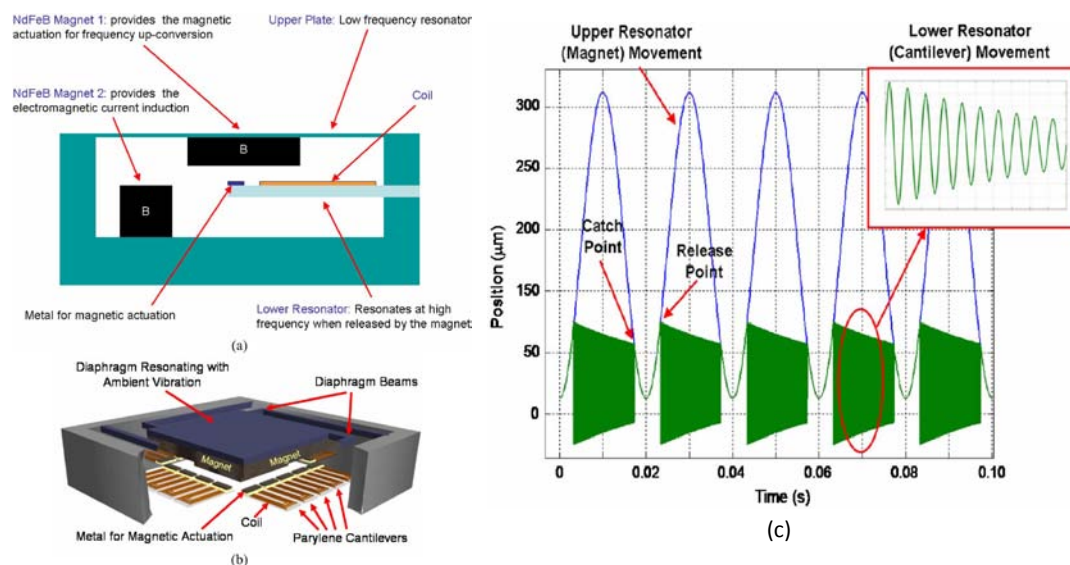 NdFeB Magnet 1: provides the magnetic
actuation for frequency up-conversion
Upper Plate: Low frequency resonator
NdFeB Magnet 2: provides the
electromagnetic current induction
Coil
B
B
Metal for magnetic actuation
Lower Resonator: Resonates at high
frequency when released by the magnet
(a)
Diaphragm Resonating with
Ambient Vibration
Diaphragm Beams
Magnet
Magnet
Coil
Metal for Magnetic Actuation
Parylene Cantilevers
(b)
Upper Resonator
(Magnet) Movement
Lower Resonator
(Cantilever) Movement
Catch
Point
Release
Point
Position (μm)
300
250
200
150
100
50
0
0
0.02
0.04
0.06
0.08
0.10
Time (s)
(c)